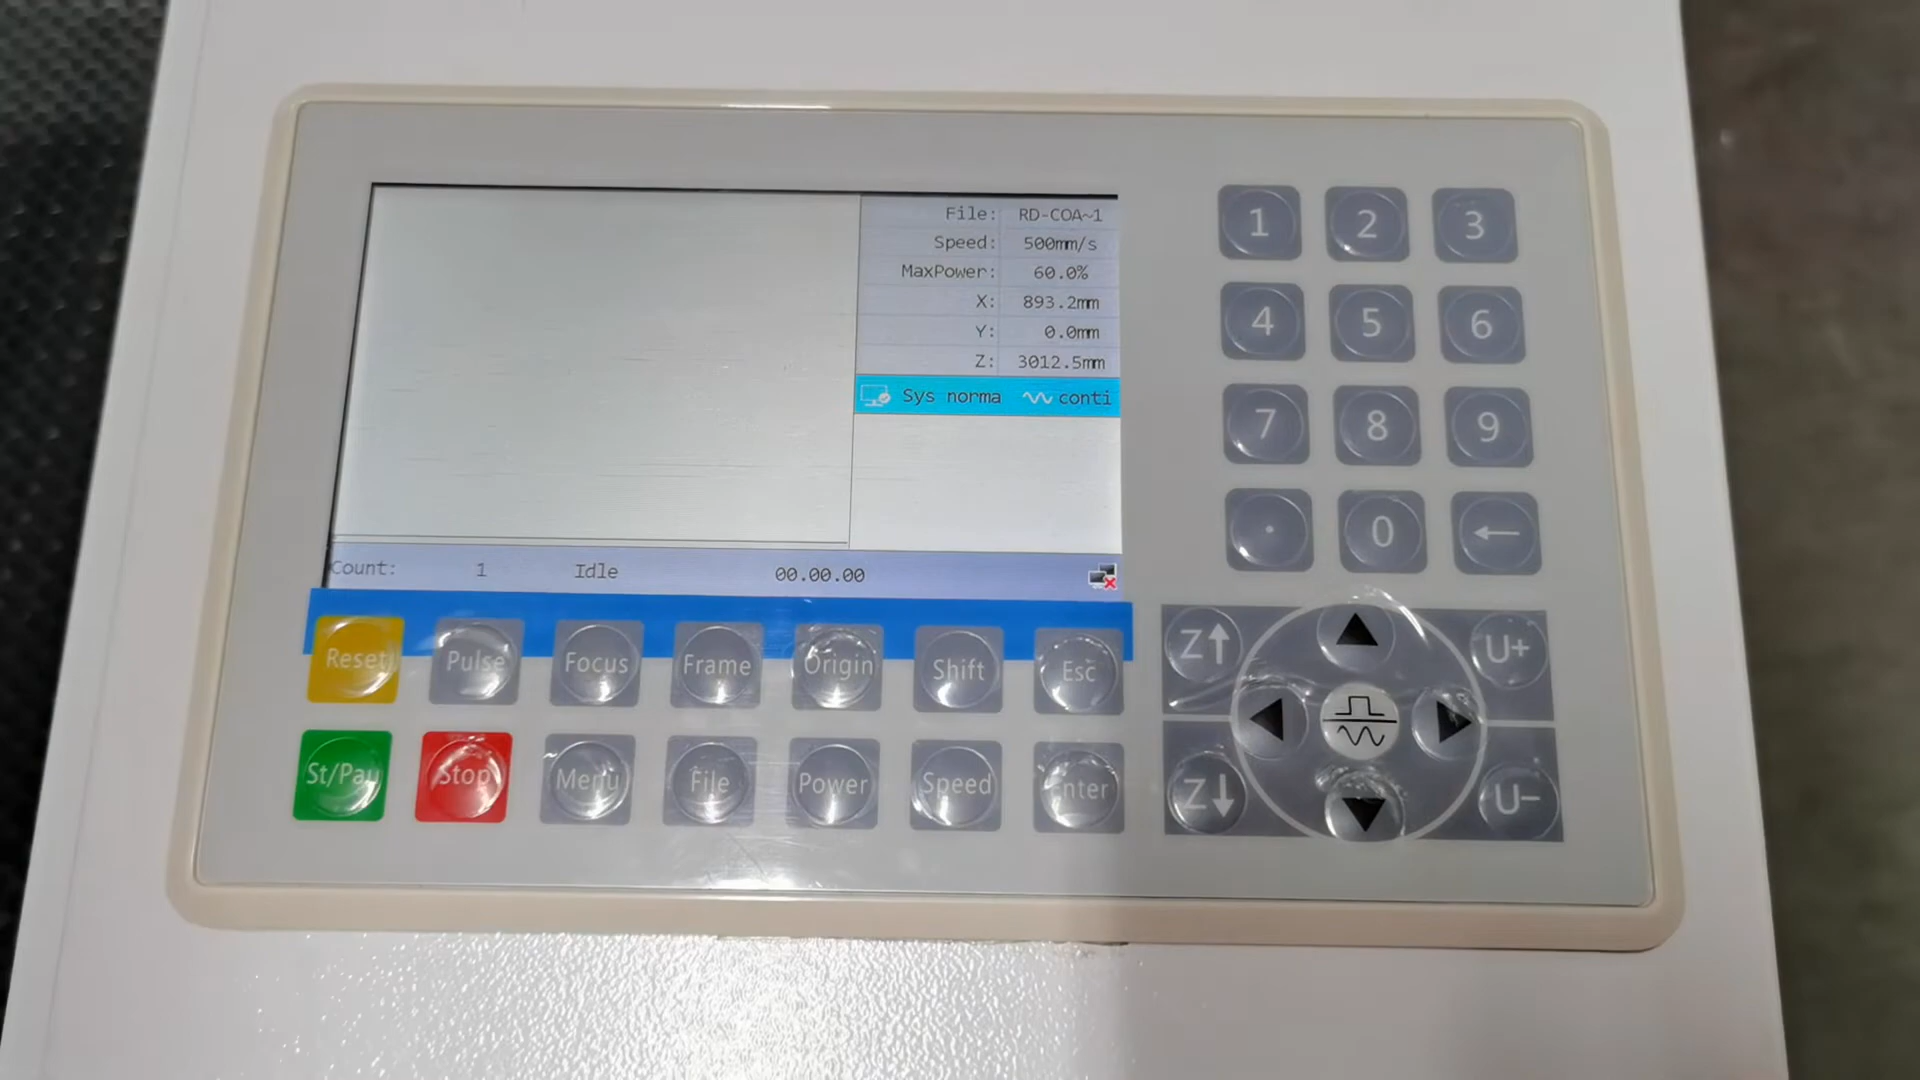 File: RD-COA~1
Speed: 500mm/s
MaxPower: 60.0%
X: 893.2mm
Y: 0.0mm
Z: 3012.5mm
Sys norma conti
Count: 1 Idle 00.00.00
1 2 3
4 5 6
7 8 9
. 0 ←
Reset Pulse Focus Frame Origin Shift Esc
St/Pau Stop Menu File Power Speed Enter
Z↑ U+
Z↓ U-